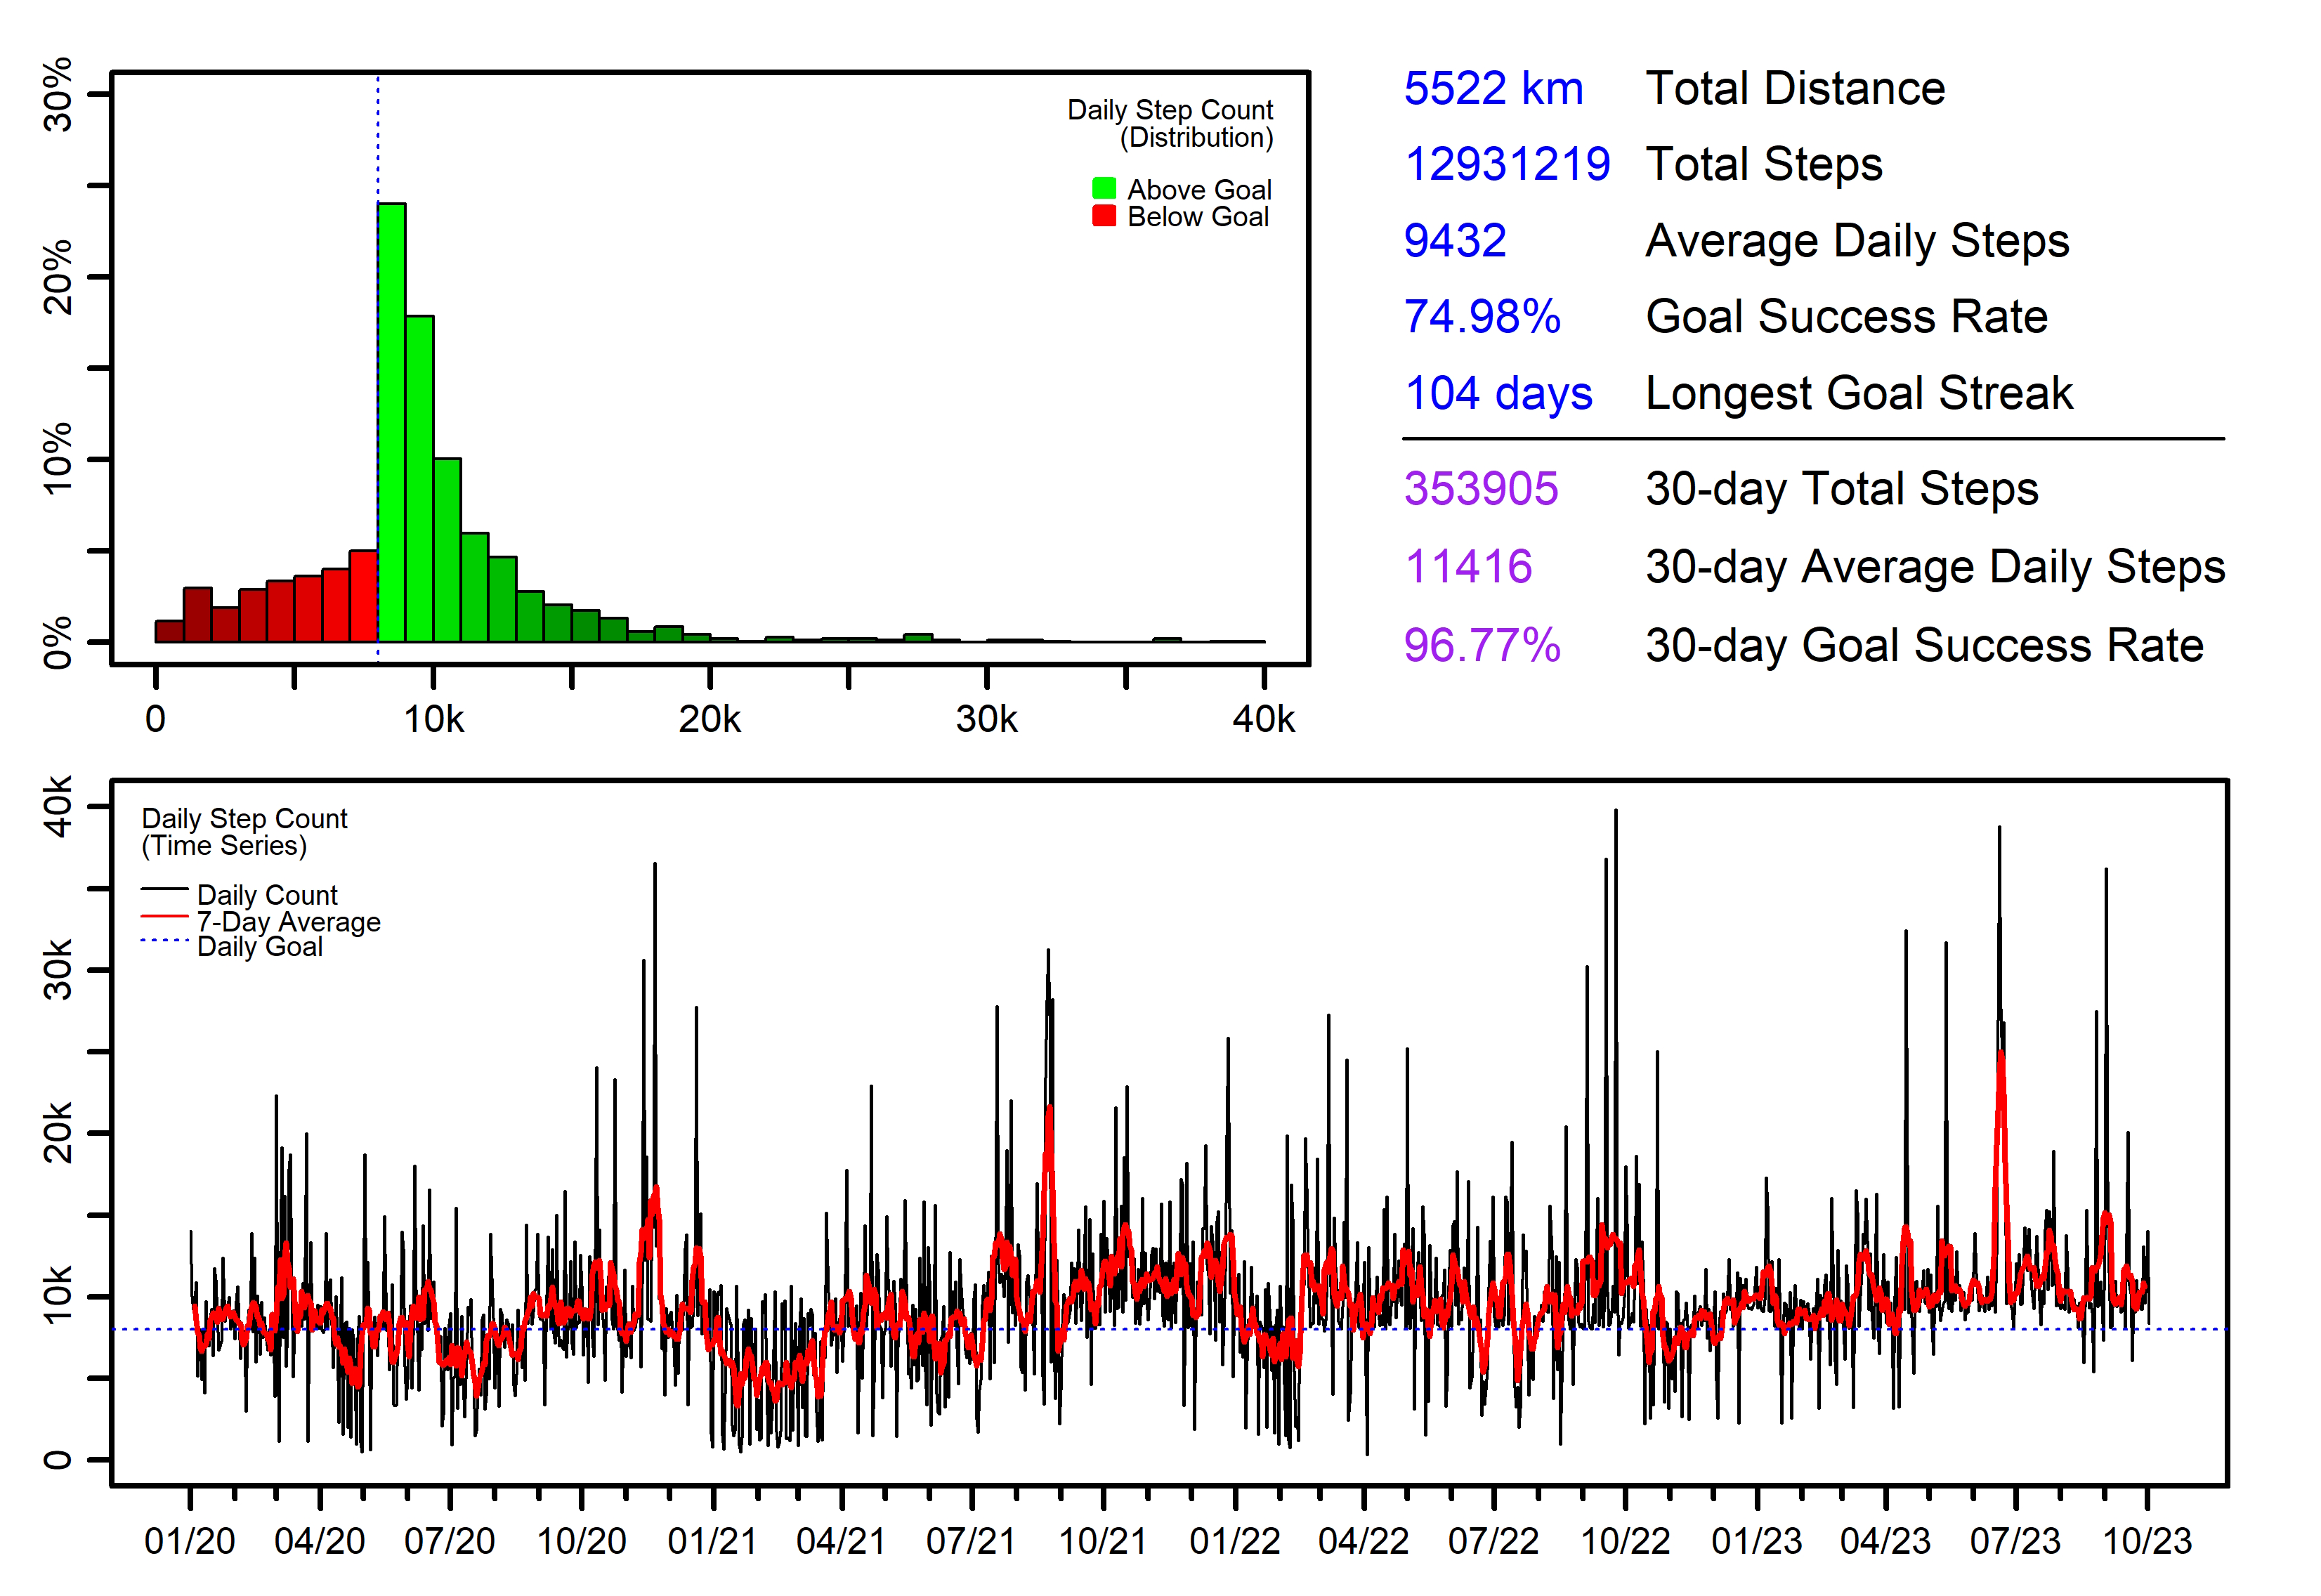 30%
20%
10%
0%
Daily Step Count
(Distribution)
Above Goal
Below Goal
0 10k 20k 30k 40k
5522 km Total Distance
12931219 Total Steps
9432 Average Daily Steps
74.98% Goal Success Rate
104 days Longest Goal Streak
353905 30-day Total Steps
11416 30-day Average Daily Steps
96.77% 30-day Goal Success Rate
40k
30k
20k
10k
0
Daily Step Count
(Time Series)
Daily Count
7-Day Average
Daily Goal
01/20 04/20 07/20 10/20 01/21 04/21 07/21 10/21 01/22 04/22 07/22 10/22 01/23 04/23 07/23 10/23